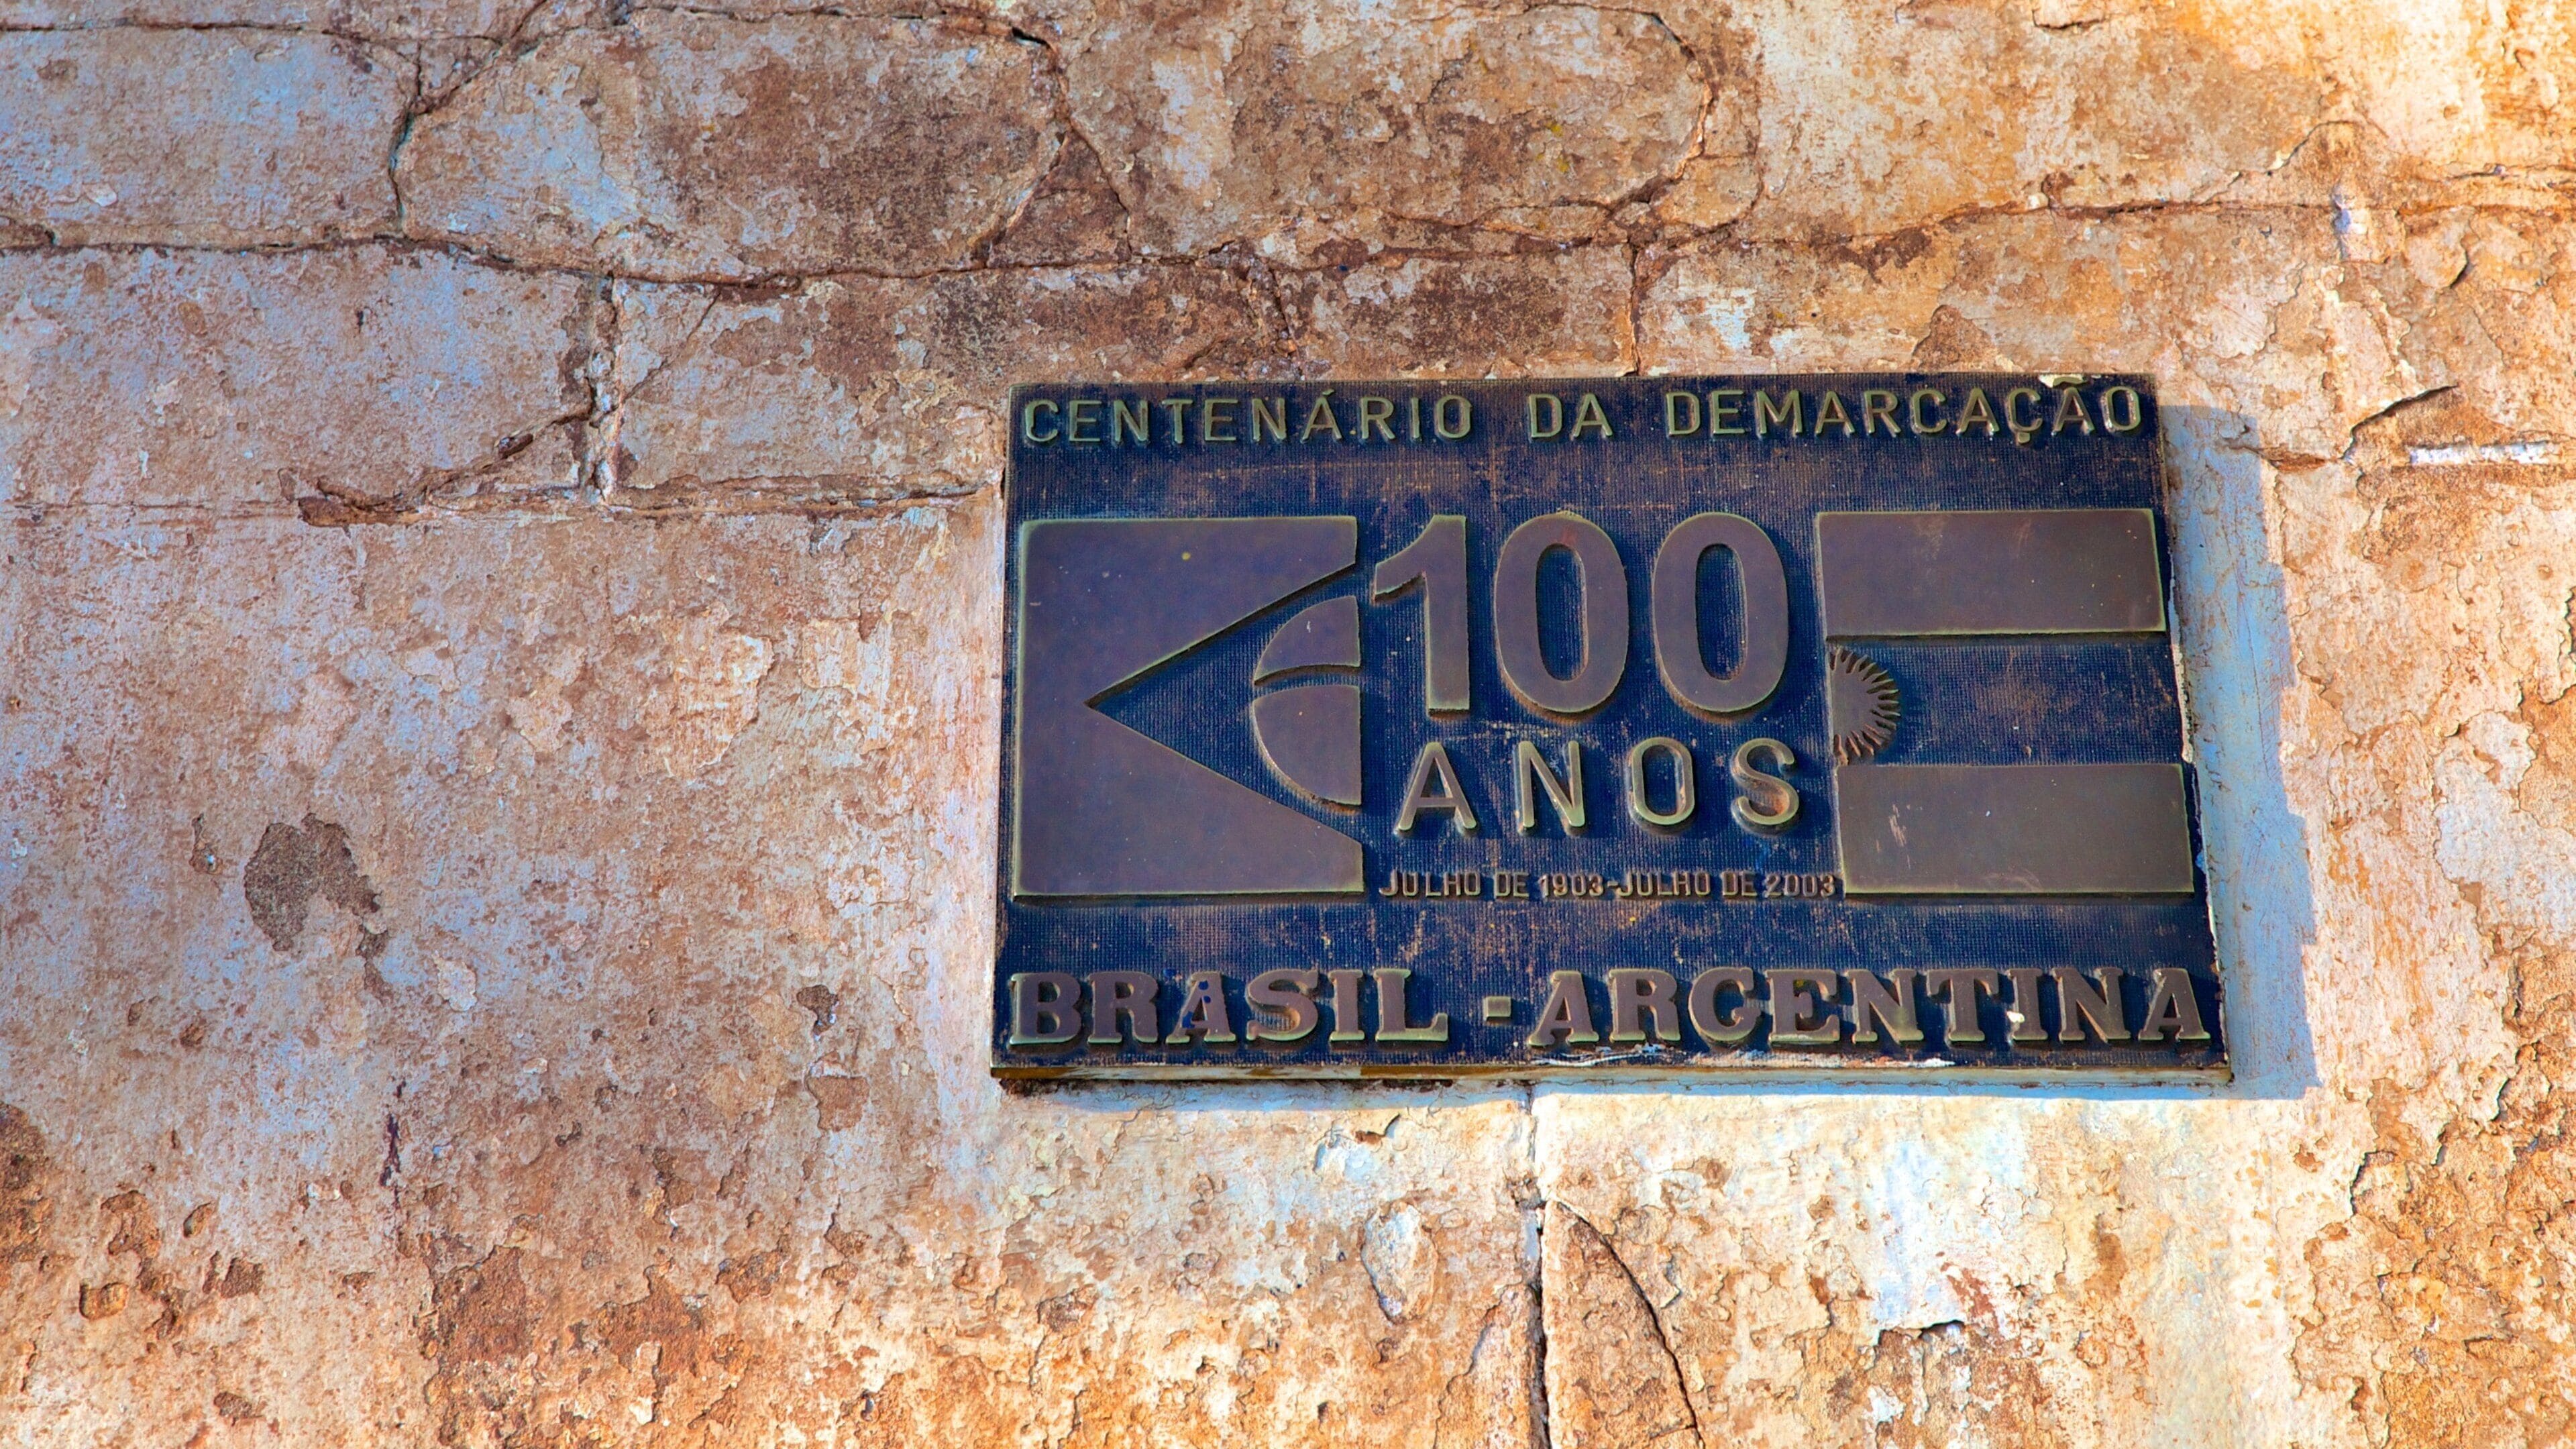 CENTENÁRIO DA DEMARCAÇÃO
100
ANOS
JULHO DE 1903-JULHO DE 2003
BRASIL - ARGENTINA